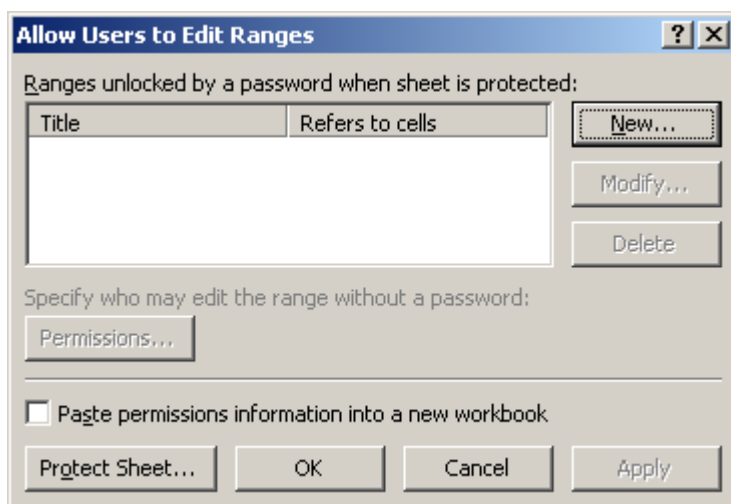 Allow Users to Edit Ranges
Ranges unlocked by a password when sheet is protected:
Title Refers to cells
New...
Modify...
Delete
Specify who may edit the range without a password:
Permissions...
Paste permissions information into a new workbook
Protect Sheet... OK Cancel Apply